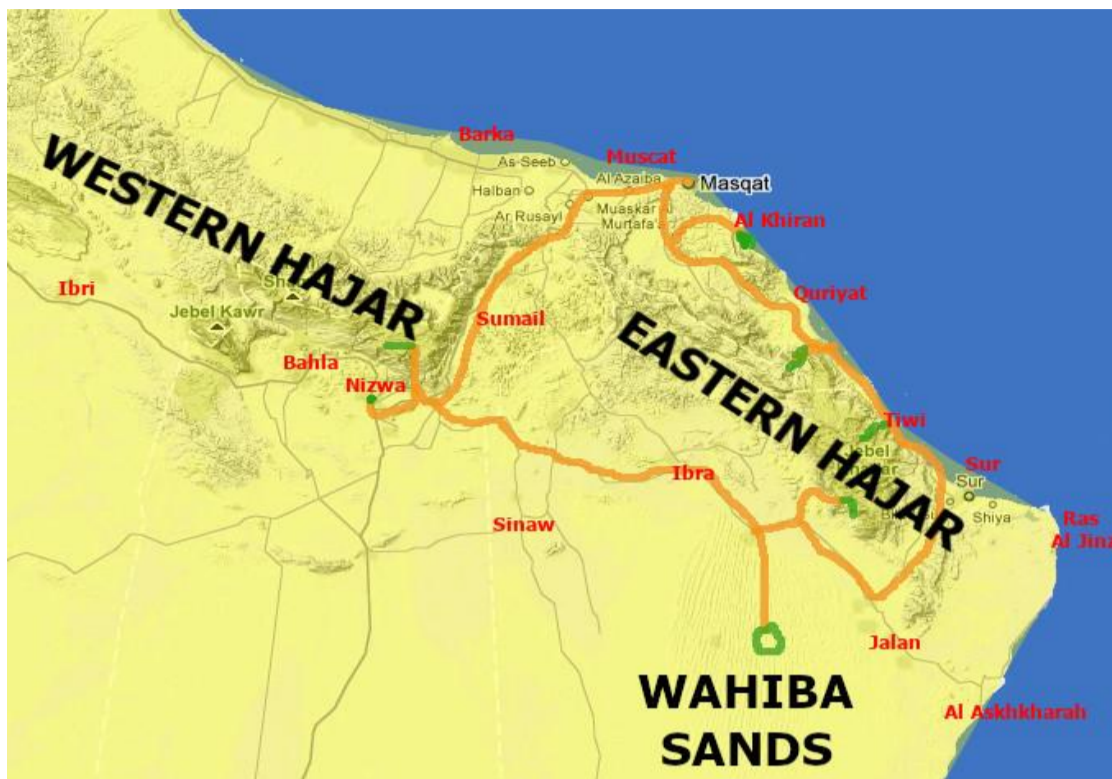 Barka
As Seeb
Muscat
Al Azaiba
Masqat
Halban
Ar Rusayl
Muaskar Al
Murtafa'a
Al Khiran
WESTERN HAJAR
Ibri
Jebel Kawr
Sumail
Quriyat
EASTERN HAJAR
Bahla
Nizwa
Tiwi
Jebel
Ibra
Sur
Sur
Shiya
Sinaw
Ras
Al Jinz
Jalan
WAHIBA
SANDS
Al Askhkharah